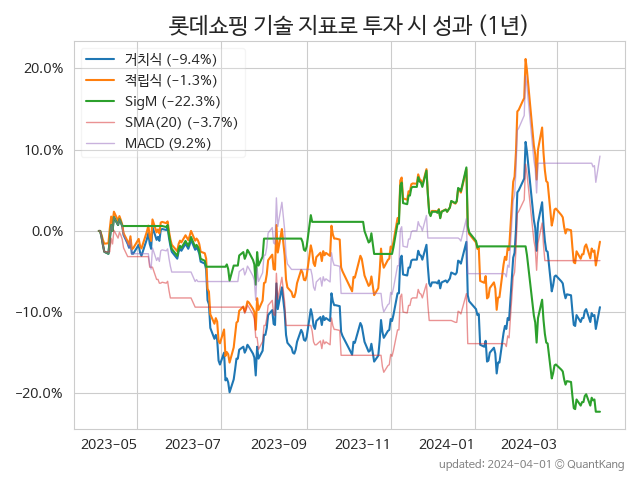 롯데쇼핑 기술 지표로 투자 시 성과 (1년)
거치식 (−9.4%)
적립식 (−1.3%)
SigM (−22.3%)
SMA(20) (−3.7%)
MACD (9.2%)
20.0%
10.0%
0.0%
−10.0%
−20.0%
2023-05 2023-07 2023-09 2023-11 2024-01 2024-03
updated: 2024-04-01 © QuantKang